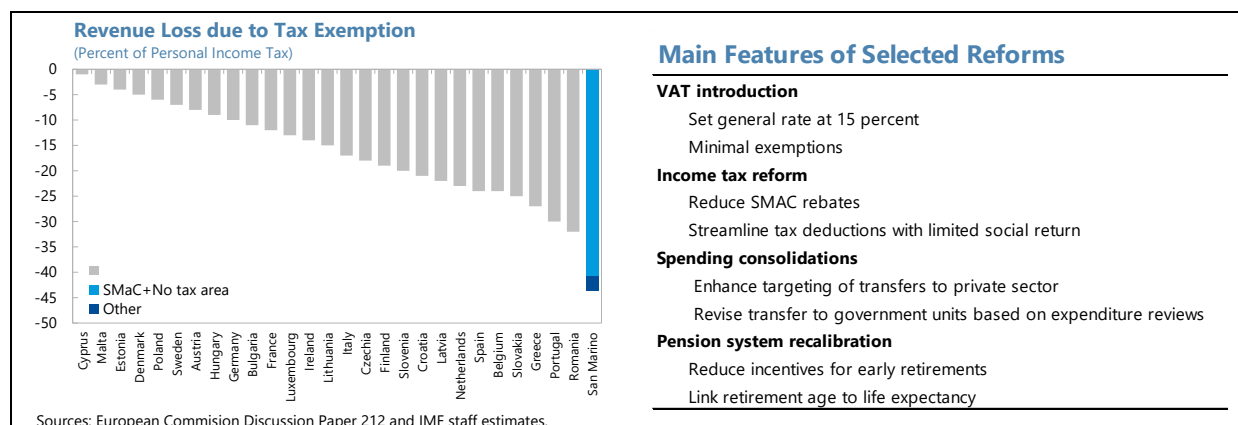 Revenue Loss due to Tax Exemption
(Percent of Personal Income Tax)
0
-5
-10
-15
-20
-25
-30
-35
-40
-45
-50
SMaC+No tax area
Other
Cyprus
Malta
Estonia
Denmark
Poland
Sweden
Austria
Hungary
Germany
Bulgaria
France
Luxembourg
Ireland
Lithuania
Italy
Czechia
Finland
Slovenia
Croatia
Latvia
Netherlands
Spain
Belgium
Slovakia
Greece
Portugal
Romania
San Marino
Sources: European Commision Discussion Paper 212 and IMF staff estimates.
Main Features of Selected Reforms
VAT introduction
Set general rate at 15 percent
Minimal exemptions
Income tax reform
Reduce SMAC rebates
Streamline tax deductions with limited social return
Spending consolidations
Enhance targeting of transfers to private sector
Revise transfer to government units based on expenditure reviews
Pension system recalibration
Reduce incentives for early retirements
Link retirement age to life expectancy